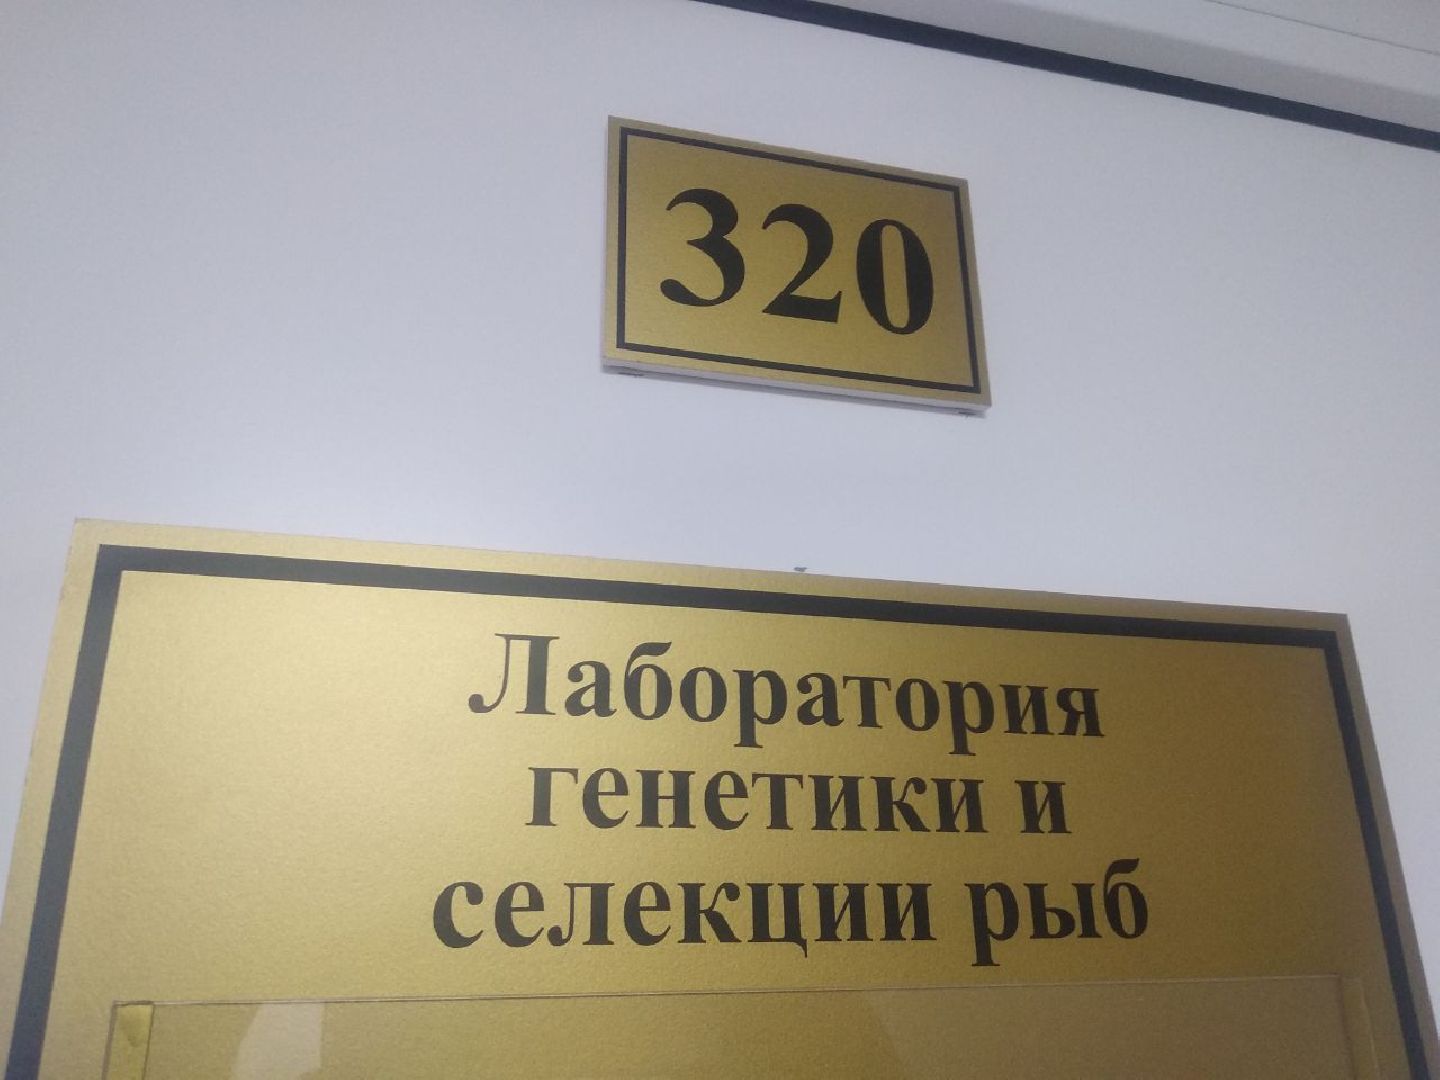 320
Лаборатория
генетики и
селекции рыб